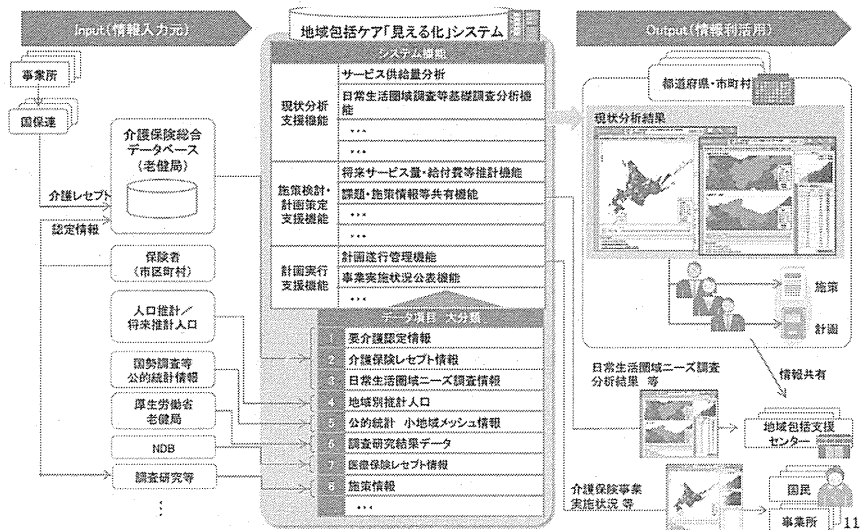 Input(情報入力元)
事業所
国保連
介護保険総合
データベース
(老健局)
介護レセプト
認定情報
保険者
(市区町村)
人口推計/
将来推計人口
国勢調査等
公的統計情報
厚生労働省
老健局
NDB
調査研究等
⋮
地域包括ケア「見える化」システム
システム機能
現状分析
支援機能
サービス供給量分析
日常生活圏域調査等基礎調査分析機
能
・・・
・・・
施策検討・
計画策定
支援機能
将来サービス量・給付費等推計機能
課題・施策情報等共有機能
・・・
・・・
計画実行
支援機能
計画遂行管理機能
事業実施状況公表機能
・・・
データ項目 大分類
1 要介護認定情報
2 介護保険レセプト情報
3 日常生活圏域ニーズ調査情報
4 地域別推計人口
5 公的統計 小地域メッシュ情報
6 調査研究結果データ
7 医療保険レセプト情報
8 施策情報
・・・
Output(情報利活用)
都道府県・市町村
現状分析結果
施策
計画
日常生活圏域ニーズ調査
分析結果 等
情報共有
地域包括支援
センター
介護保険事業
実施状況 等
国民
事業所
11